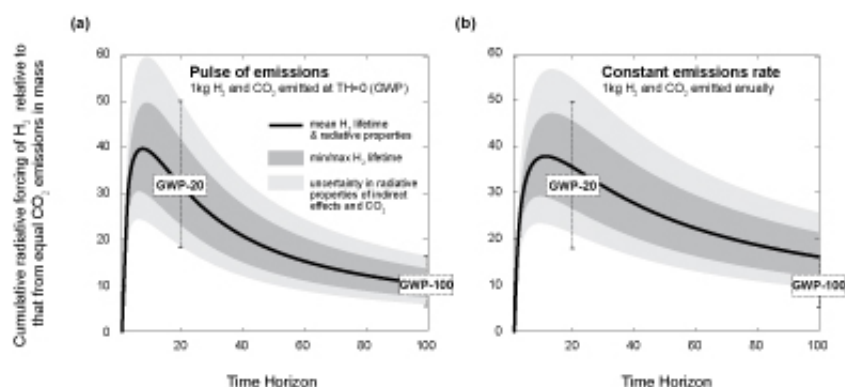 (a)
Cumulative radiative forcing of H2 relative to
that from equal CO2 emissions in mass
60
50
40
30
20
10
0
Pulse of emissions
1kg H2 and CO2 emitted at TH=0 (GWP)
mean H2 lifetime
& radiative properties
min/max H2 lifetime
uncertainty in radiative
properties of indirect
effects and CO2
GWP-20
GWP-100
20
40
60
80
100
Time Horizon
(b)
60
50
40
30
20
10
0
Constant emissions rate
1kg H2 and CO2 emitted anually
GWP-20
GWP-100
20
40
60
80
100
Time Horizon